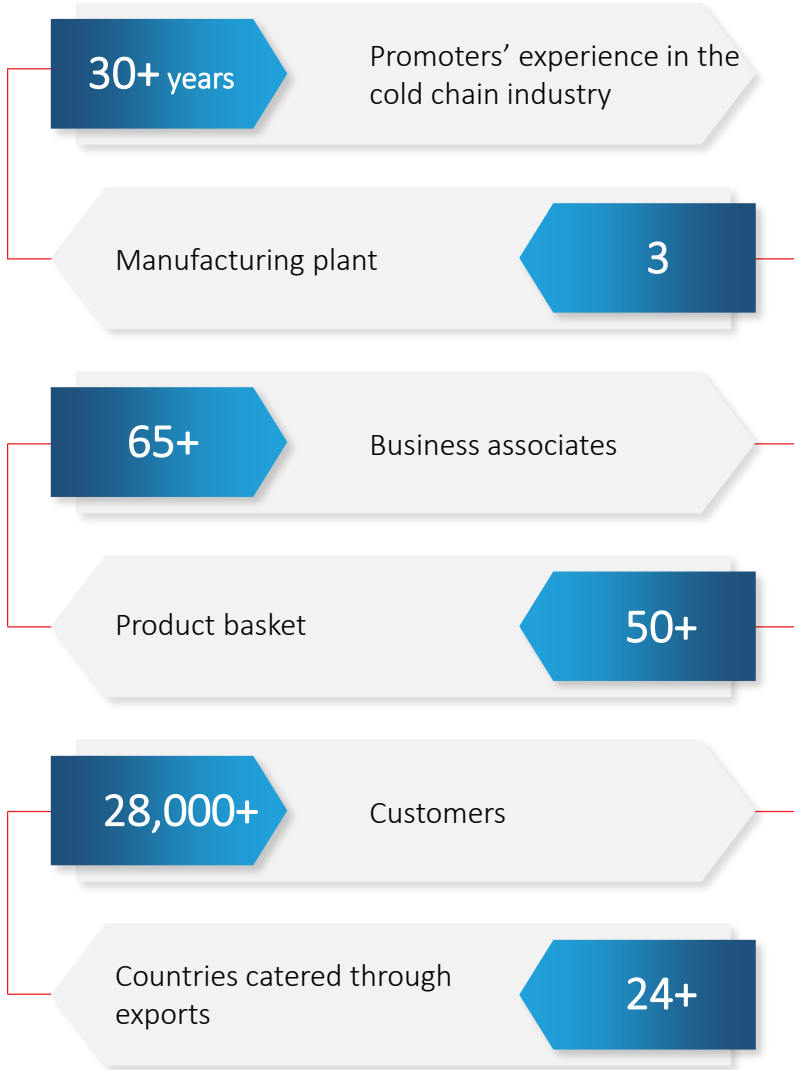 30+ years
Promoters’ experience in the
cold chain industry
Manufacturing plant
3
65+
Business associates
Product basket
50+
28,000+
Customers
Countries catered through
exports
24+